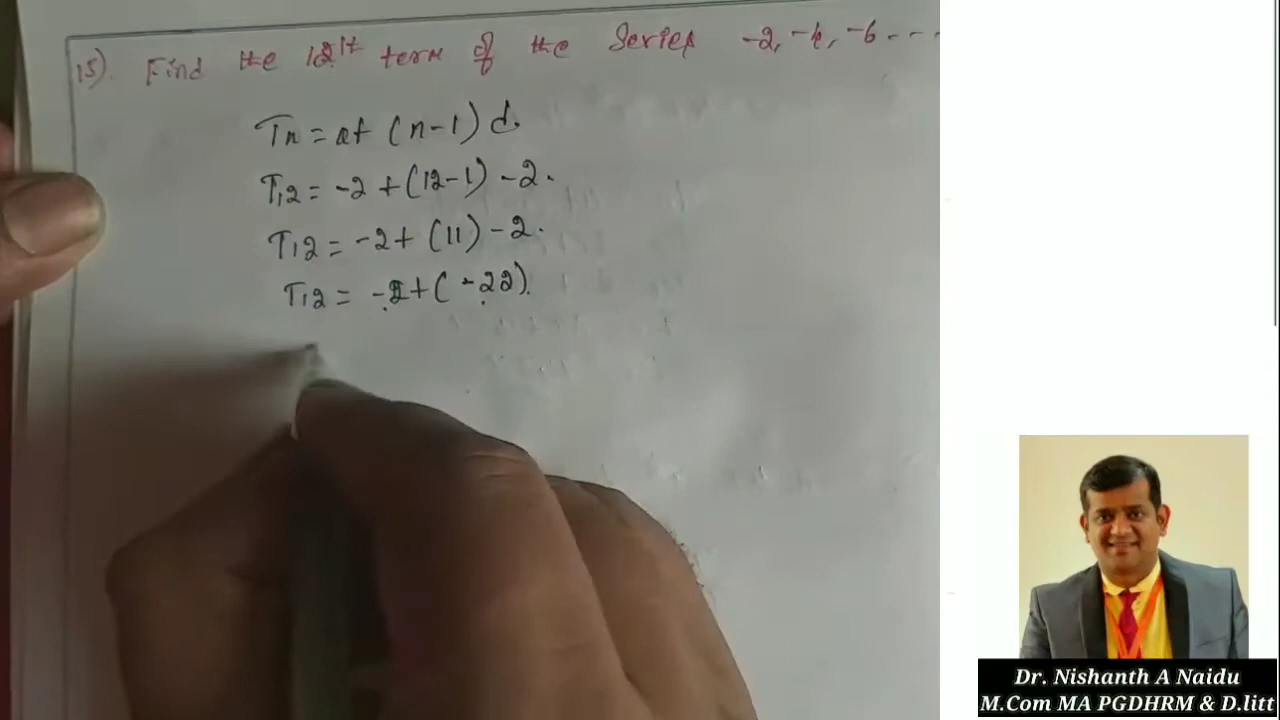 15). Find the 12th term of the Series -2, -4, -6 - - -
Tn = a+ (n-1) d.
T12 = -2 + (12-1) -2.
T12 = -2 + (11) -2.
T12 = -2 + ( -22).
Dr. Nishanth A Naidu
M.Com MA PGDHRM & D.litt